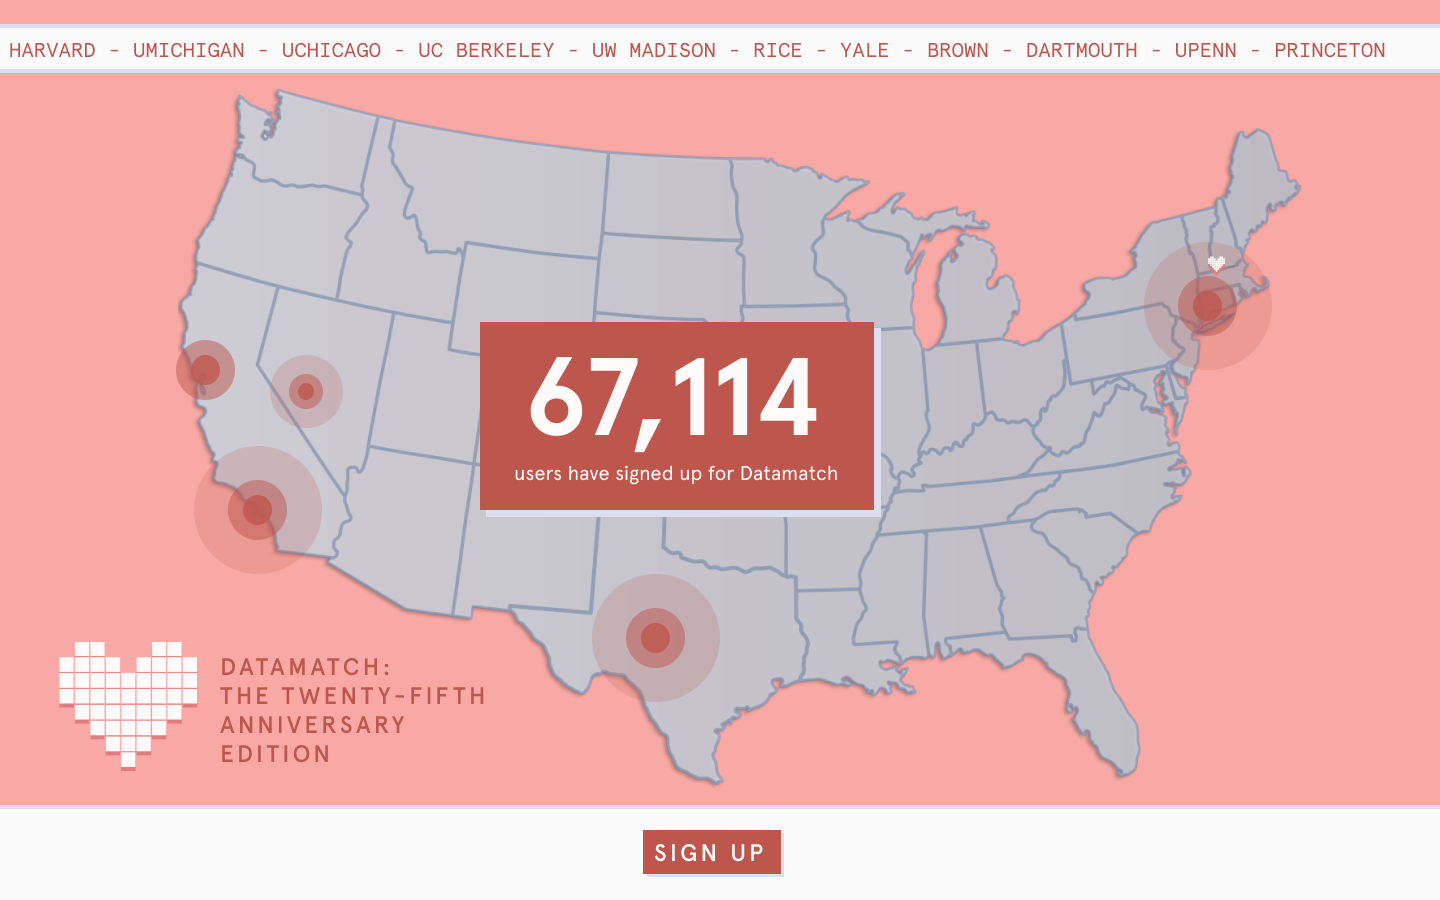 HARVARD - UMICHIGAN - UCHICAGO - UC BERKELEY - UW MADISON - RICE - YALE - BROWN - DARTMOUTH - UPENN - PRINCETON
67,114
users have signed up for Datamatch
DATAMATCH:
THE TWENTY-FIFTH
ANNIVERSARY
EDITION
SIGN UP